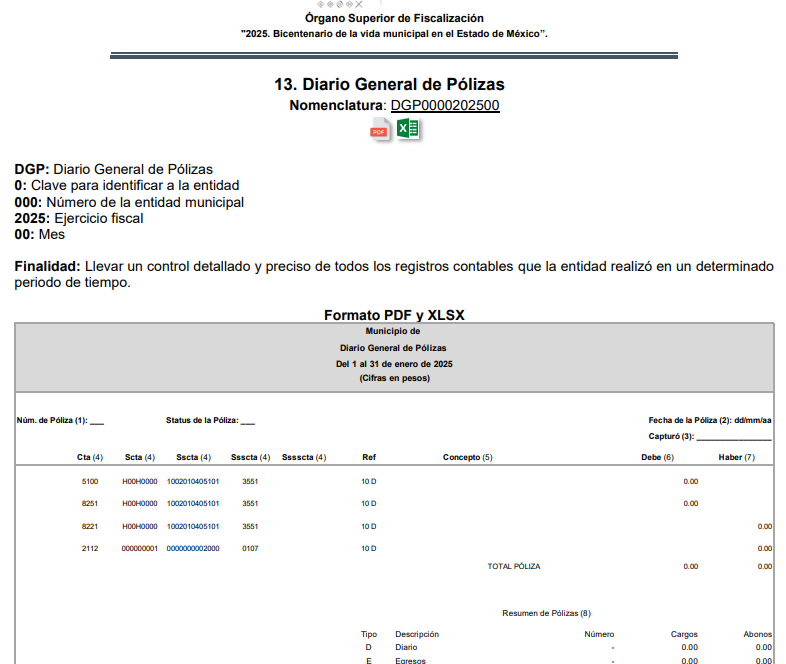 Órgano Superior de Fiscalización
"2025. Bicentenario de la vida municipal en el Estado de México”.
13. Diario General de Pólizas
Nomenclatura: DGP0000202500
PDF
X
DGP: Diario General de Pólizas
0: Clave para identificar a la entidad
000: Número de la entidad municipal
2025: Ejercicio fiscal
00: Mes
Finalidad: Llevar un control detallado y preciso de todos los registros contables que la entidad realizó en un determinado
periodo de tiempo.
Formato PDF y XLSX
Municipio de
Diario General de Pólizas
Del 1 al 31 de enero de 2025
(Cifras en pesos)
Núm. de Póliza (1): ___ Status de la Póliza: ___ Fecha de la Póliza (2): dd/mm/aa
Capturó (3): ________________
Cta (4) Scta (4) Sscta (4) Ssscta (4) Sssscta (4) Ref Concepto (5) Debe (6) Haber (7)
5100 H00H0000 1002010405101 3551 10 D 0.00
8251 H00H0000 1002010405101 3551 10 D 0.00
8221 H00H0000 1002010405101 3551 10 D 0.00
2112 000000001 0000000002000 0107 10 D 0.00
TOTAL PÓLIZA 0.00 0.00
Resumen de Pólizas (8)
Tipo Descripción Número Cargos Abonos
D Diario - 0.00 0.00
E Egresos - 0.00 0.00